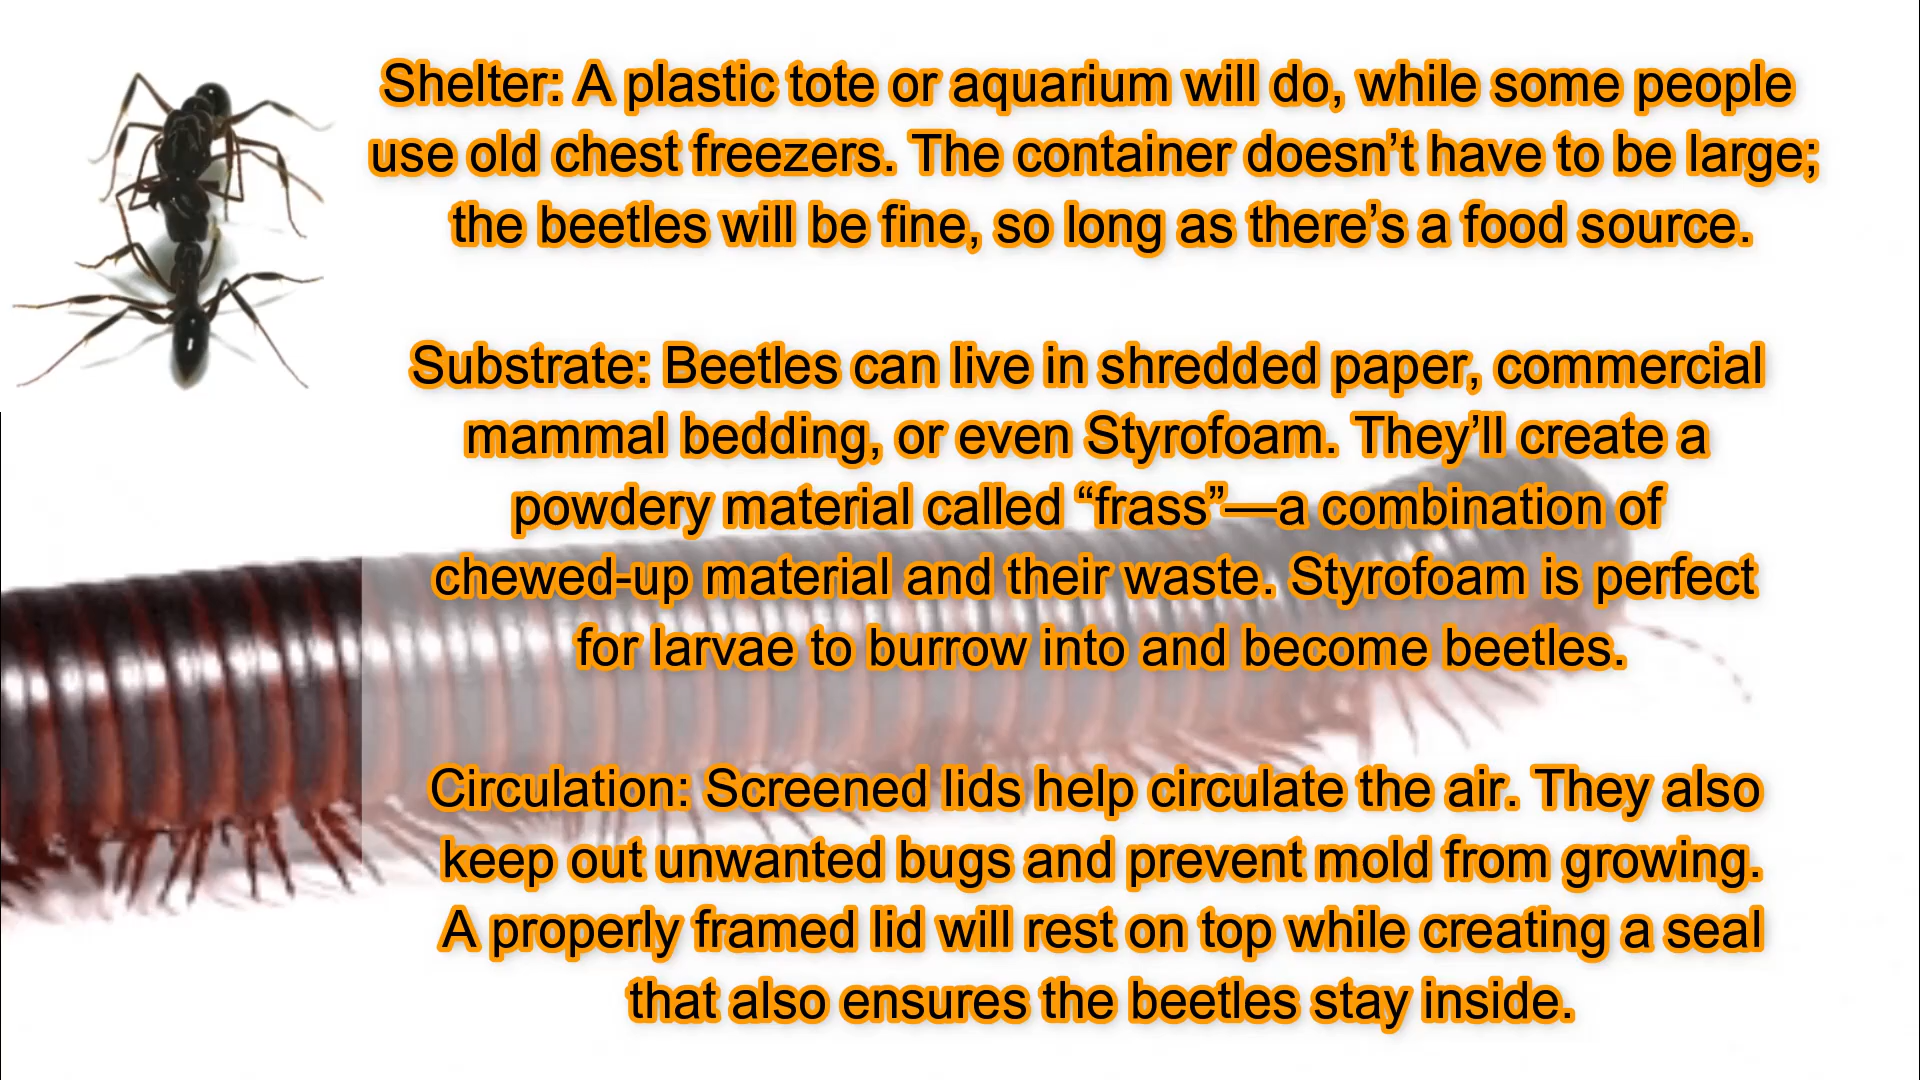 Shelter: A plastic tote or aquarium will do, while some people
use old chest freezers. The container doesn’t have to be large;
the beetles will be fine, so long as there’s a food source.
Substrate: Beetles can live in shredded paper, commercial
mammal bedding, or even Styrofoam. They’ll create a
powdery material called “frass”—a combination of
chewed-up material and their waste. Styrofoam is perfect
for larvae to burrow into and become beetles.
Circulation: Screened lids help circulate the air. They also
keep out unwanted bugs and prevent mold from growing.
A properly framed lid will rest on top while creating a seal
that also ensures the beetles stay inside.